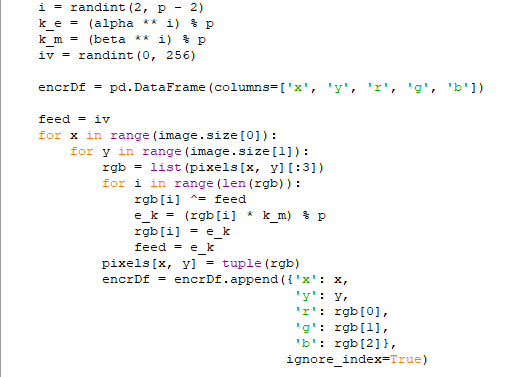 i = randint(2, p - 2)
k_e = (alpha ** i) % p
k_m = (beta ** i) % p
iv = randint(0, 256)

encrDf = pd.DataFrame(columns=['x', 'y', 'r', 'g', 'b'])

feed = iv
for x in range(image.size[0]):
    for y in range(image.size[1]):
        rgb = list(pixels[x, y][:3])
        for i in range(len(rgb)):
            rgb[i] ^= feed
            e_k = (rgb[i] * k_m) % p
            rgb[i] = e_k
            feed = e_k
        pixels[x, y] = tuple(rgb)
        encrDf = encrDf.append({'x': x,
                                'y': y,
                                'r': rgb[0],
                                'g': rgb[1],
                                'b': rgb[2]},
                               ignore_index=True)